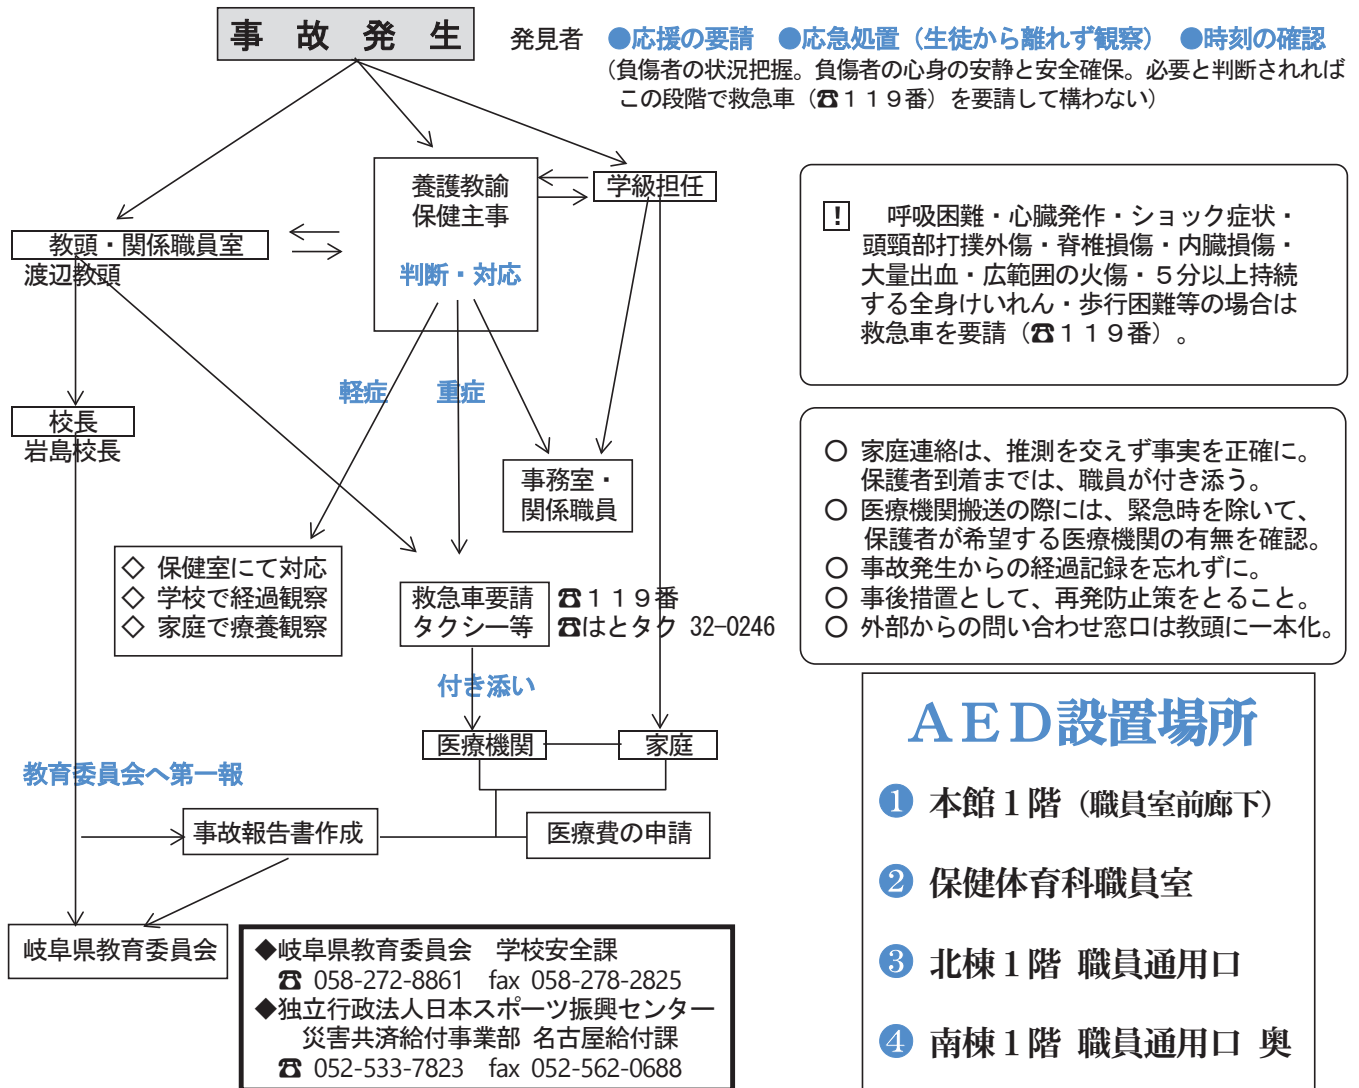 事 故 発 生
発見者 ●応援の要請 ●応急処置（生徒から離れず観察） ●時刻の確認
（負傷者の状況把握。負傷者の心身の安静と安全確保。必要と判断されれば
この段階で救急車（☎１１９番）を要請して構わない）
養護教諭
保健主事
判断・対応
学級担任
教頭・関係職員室
渡辺教頭
! 呼吸困難・心臓発作・ショック症状・
頭頸部打撲外傷・脊椎損傷・内臓損傷・
大量出血・広範囲の火傷・５分以上持続
する全身けいれん・歩行困難等の場合は
救急車を要請（☎１１９番）。
軽症
重症
校長
岩島校長
事務室・
関係職員
○ 家庭連絡は、推測を交えず事実を正確に。
保護者到着までは、職員が付き添う。
○ 医療機関搬送の際には、緊急時を除いて、
保護者が希望する医療機関の有無を確認。
○ 事故発生からの経過記録を忘れずに。
○ 事後措置として、再発防止策をとること。
○ 外部からの問い合わせ窓口は教頭に一本化。
◇ 保健室にて対応
◇ 学校で経過観察
◇ 家庭で療養観察
救急車要請 ☎１１９番
タクシー等 ☎はとタク 32-0246
付き添い
医療機関
家庭
教育委員会へ第一報
事故報告書作成
医療費の申請
岐阜県教育委員会
◆岐阜県教育委員会 学校安全課
☎ 058-272-8861 fax 058-278-2825
◆独立行政法人日本スポーツ振興センター
災害共済給付事業部 名古屋給付課
☎ 052-533-7823 fax 052-562-0688
ＡＥＤ設置場所
❶ 本館１階（職員室前廊下）
❷ 保健体育科職員室
❸ 北棟１階 職員通用口
❹ 南棟１階 職員通用口 奥